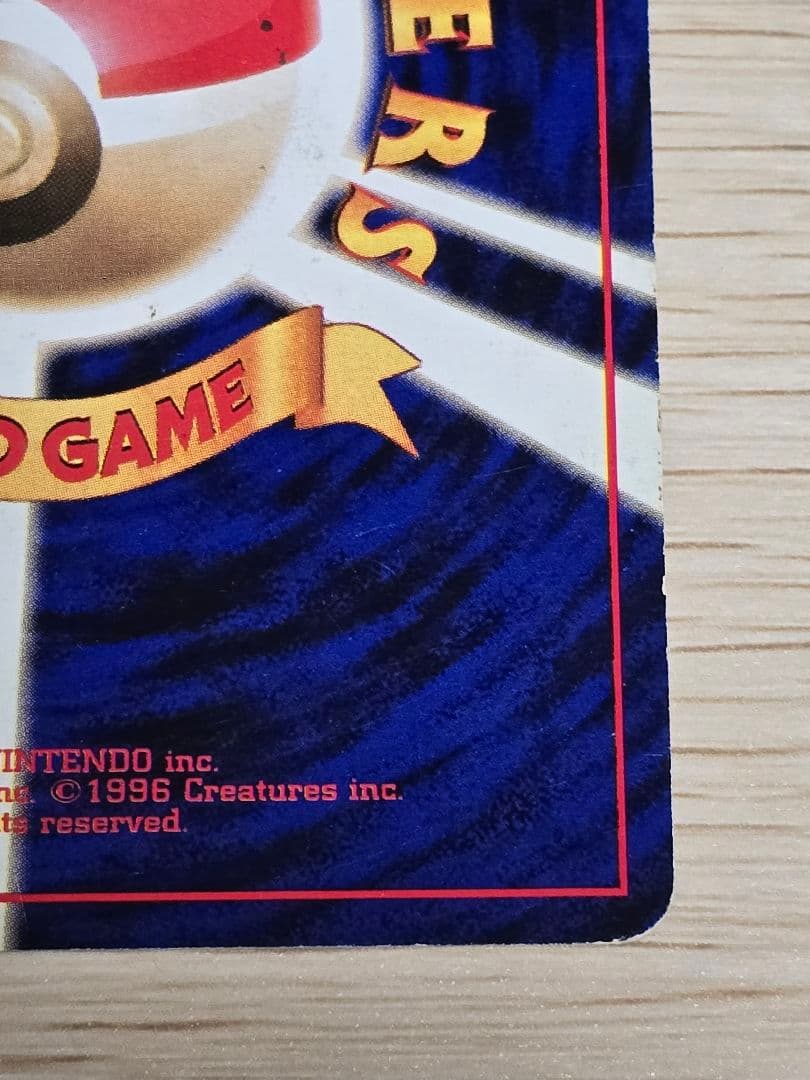 ERS
GAME
NINTENDO inc.
©1996 Creatures inc.
reserved.